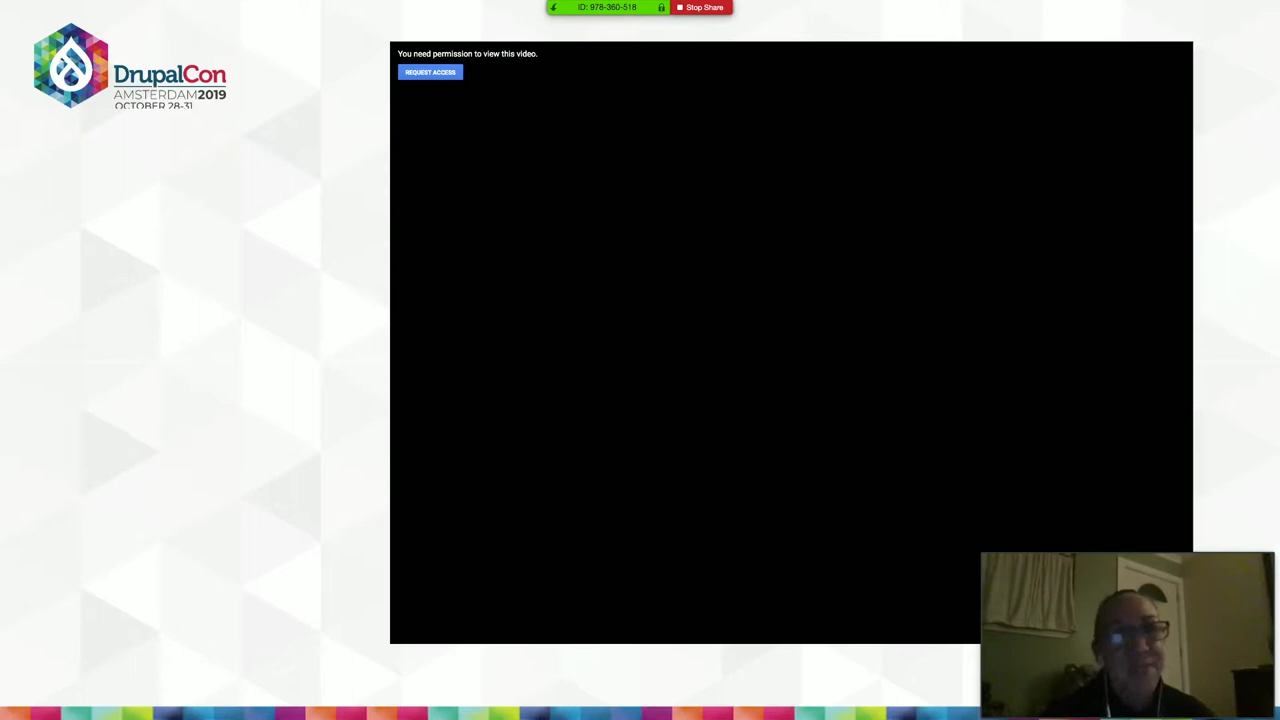 ID: 978-360-518
Stop Share
DrupalCon
AMSTERDAM2019
OCTOBER 28-31
You need permission to view this video.
REQUEST ACCESS